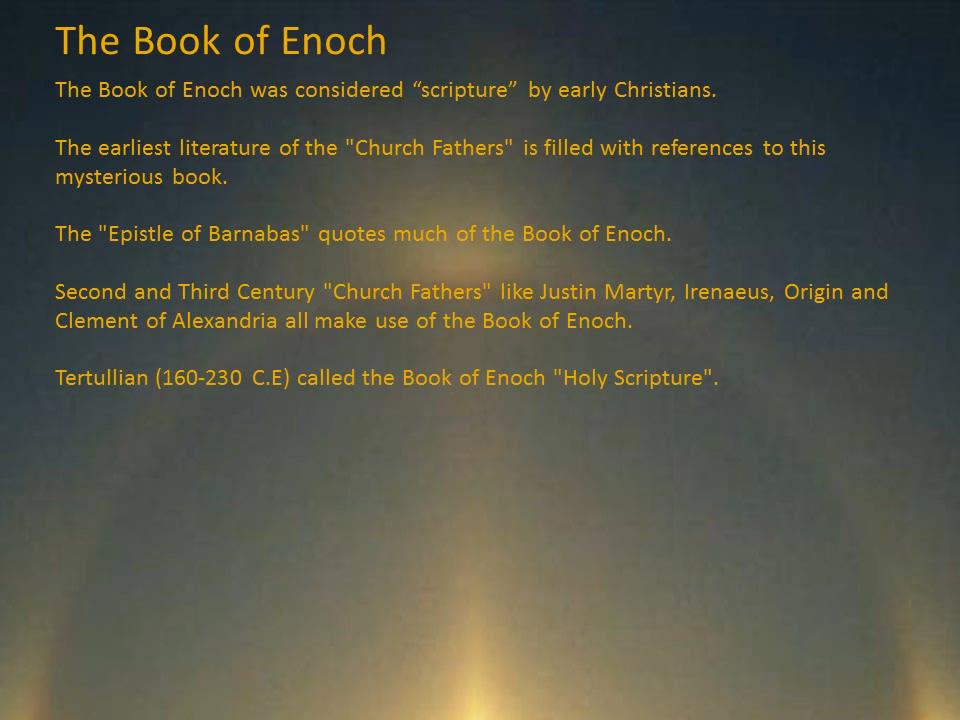 The Book of Enoch
The Book of Enoch was considered “scripture” by early Christians.
The earliest literature of the "Church Fathers" is filled with references to this
mysterious book.
The "Epistle of Barnabas" quotes much of the Book of Enoch.
Second and Third Century "Church Fathers" like Justin Martyr, Irenaeus, Origin and
Clement of Alexandria all make use of the Book of Enoch.
Tertullian (160-230 C.E) called the Book of Enoch "Holy Scripture".